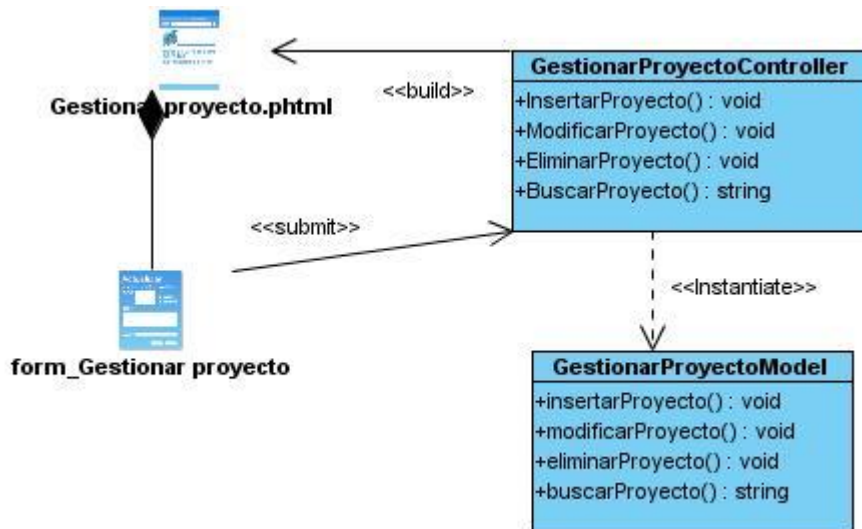 Gestionar proyecto.phtml
<<build>>
GestionarProyectoController
+InsertarProyecto() : void
+ModificarProyecto() : void
+EliminarProyecto() : void
+BuscarProyecto() : string
<<submit>>
<<Instantiate>>
Actualizar
form_Gestionar proyecto
GestionarProyectoModel
+insertarProyecto() : void
+modificarProyecto() : void
+eliminarProyecto() : void
+buscarProyecto() : string